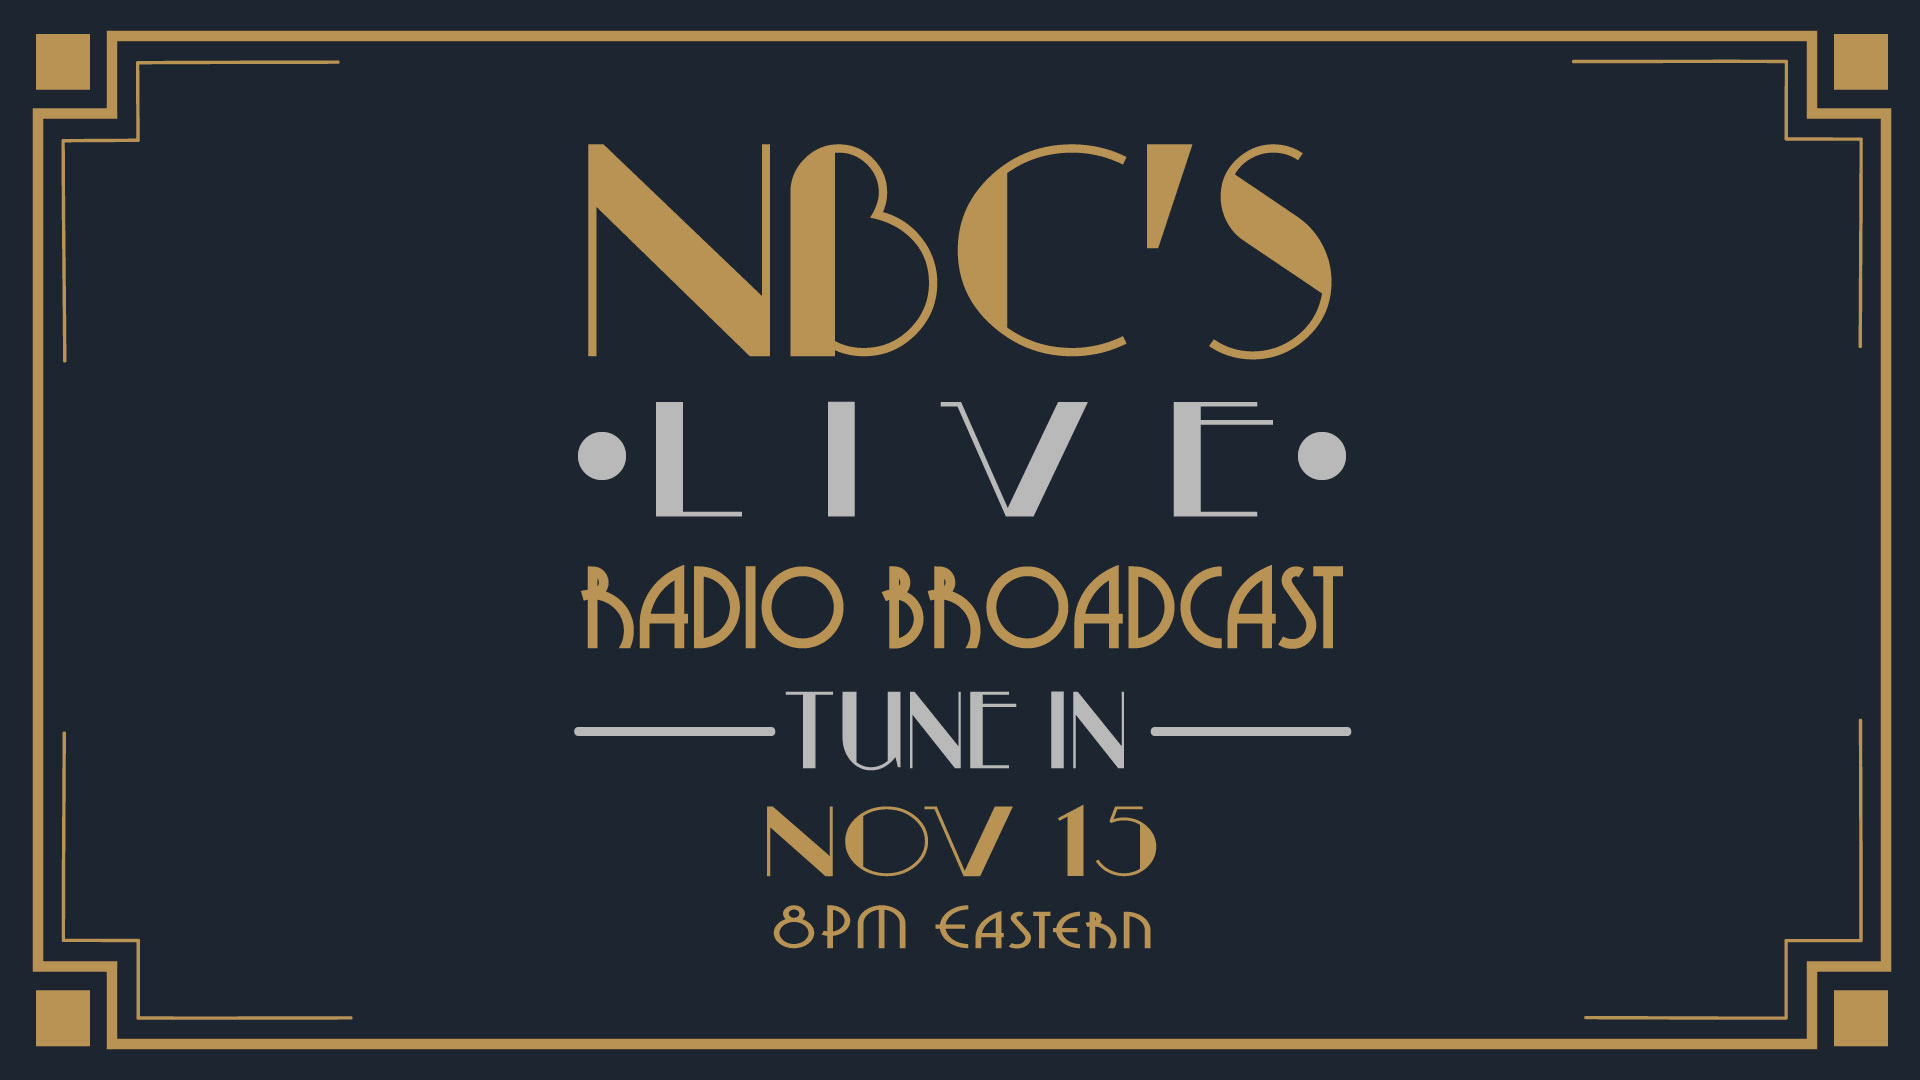 NBC'S
•LIVE•
RADIO BROADCAST
TUNE IN
NOV 15
8PM EASTERN